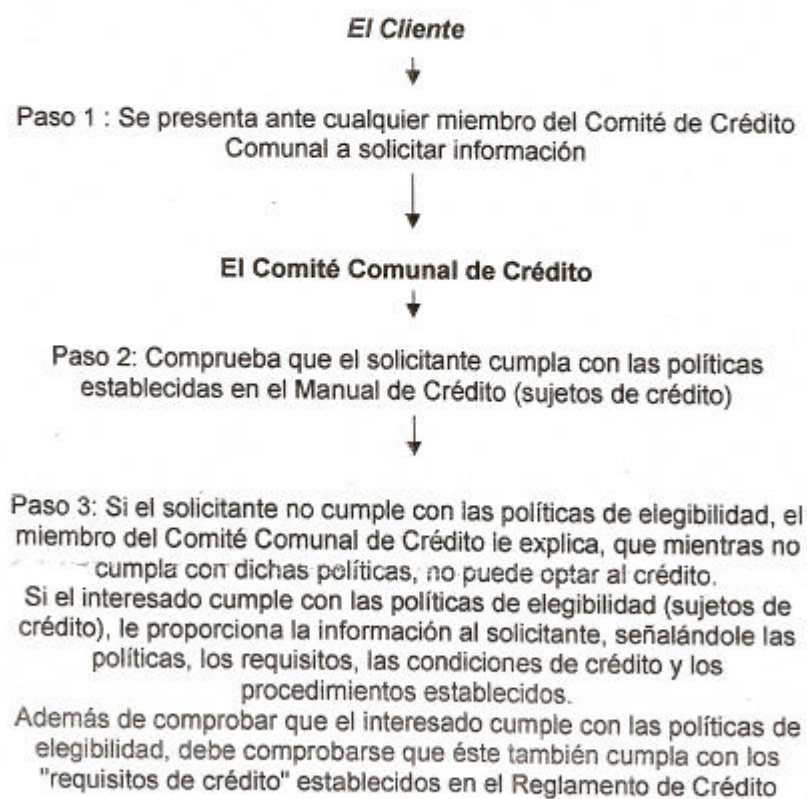 El Cliente
Paso 1 : Se presenta ante cualquier miembro del Comité de Crédito
Comunal a solicitar información
El Comité Comunal de Crédito
Paso 2: Comprueba que el solicitante cumpla con las políticas
establecidas en el Manual de Crédito (sujetos de crédito)
Paso 3: Si el solicitante no cumple con las políticas de elegibilidad, el
miembro del Comité Comunal de Crédito le explica, que mientras no
cumpla con dichas políticas, no puede optar al crédito.
Si el interesado cumple con las políticas de elegibilidad (sujetos de
crédito), le proporciona la información al solicitante, señalándole las
políticas, los requisitos, las condiciones de crédito y los
procedimientos establecidos.
Además de comprobar que el interesado cumple con las políticas de
elegibilidad, debe comprobarse que éste también cumpla con los
"requisitos de crédito" establecidos en el Reglamento de Crédito